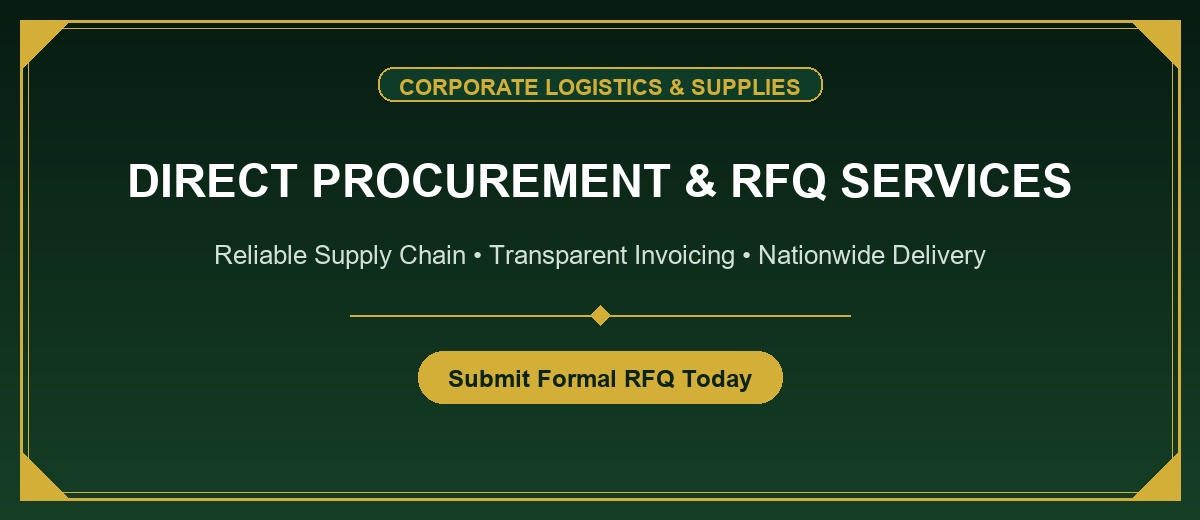 CORPORATE LOGISTICS & SUPPLIES
DIRECT PROCUREMENT & RFQ SERVICES
Reliable Supply Chain • Transparent Invoicing • Nationwide Delivery
Submit Formal RFQ Today